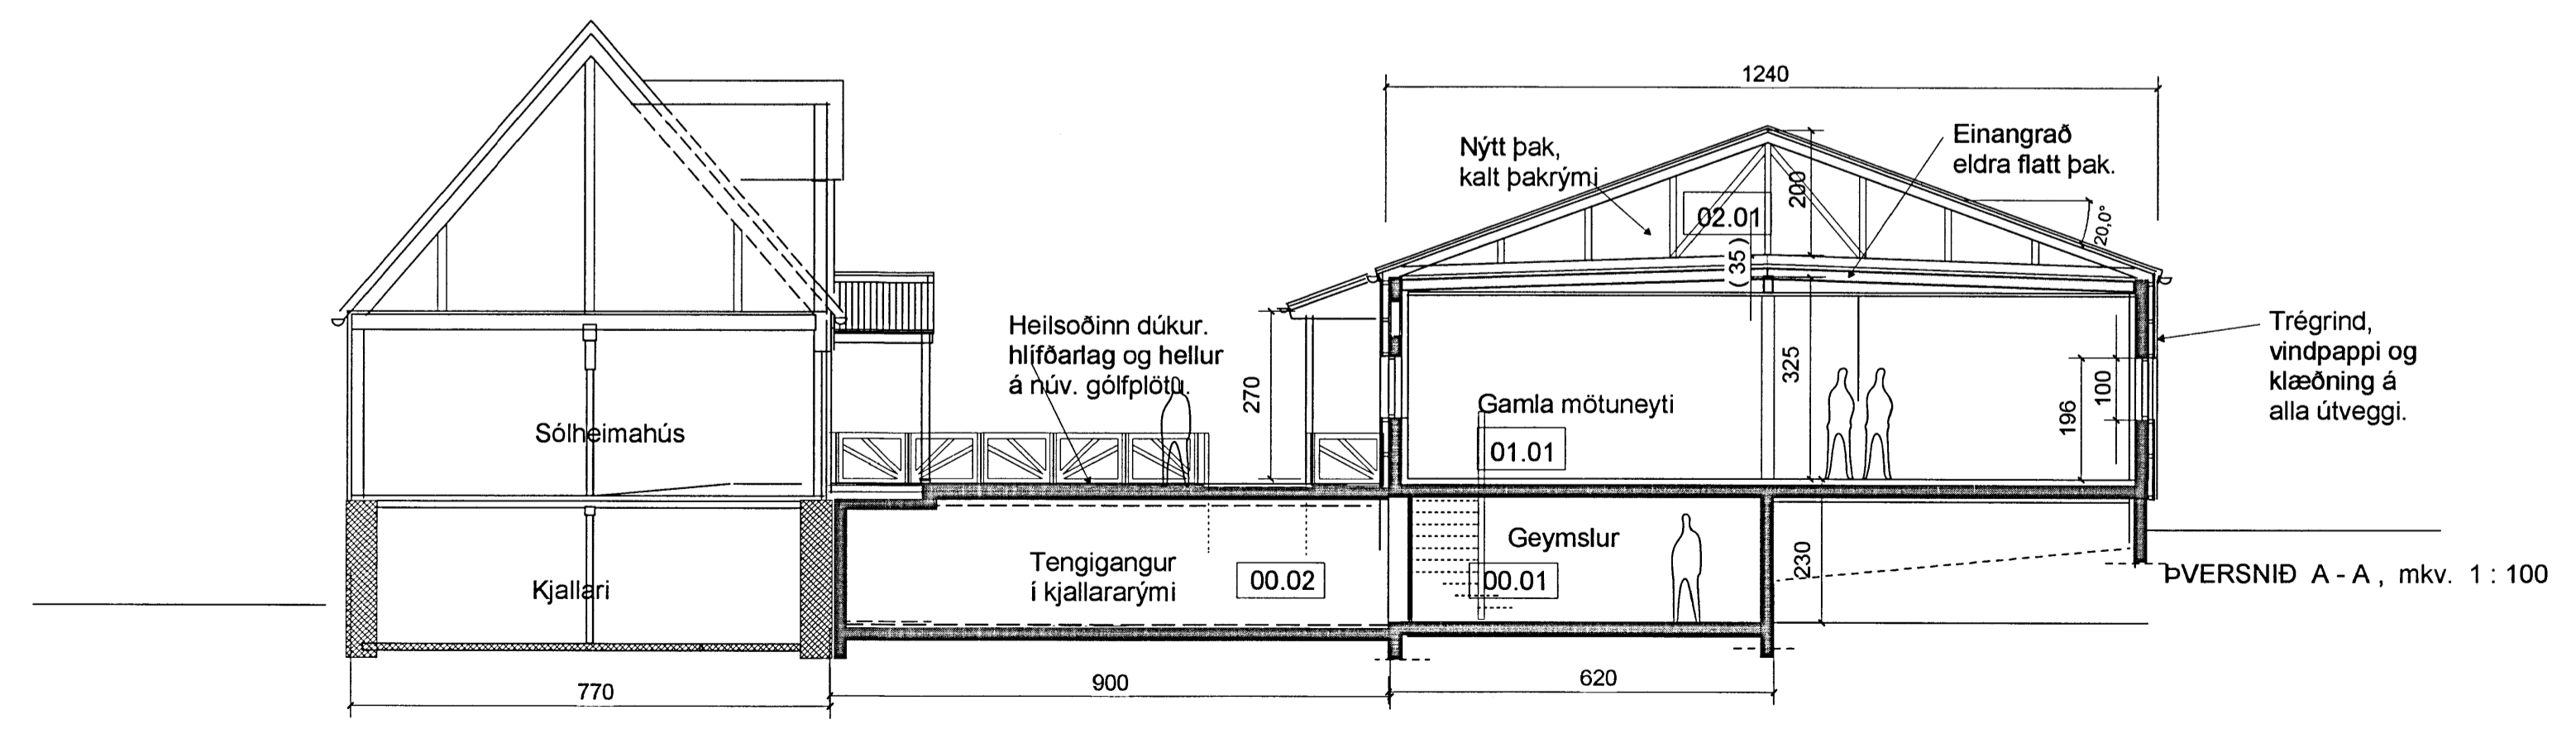 1240
Nýtt þak,
kalt þakrými
Einangrað
eldra flatt þak.
02.01
200
20,0°
(35)
Heilsoðinn dúkur.
hlífðarlag og hellur
á núv. gólfplötu.
270
325
196
100
Trégrind,
vindpappi og
klæðning á
alla útveggi.
Sólheimahús
Gamla mötuneyti
01.01
Kjallari
Tengigangur
í kjallararými
00.02
Geymslur
00.01
230
ÞVERSNIÐ A - A , mkv. 1 : 100
770
900
620